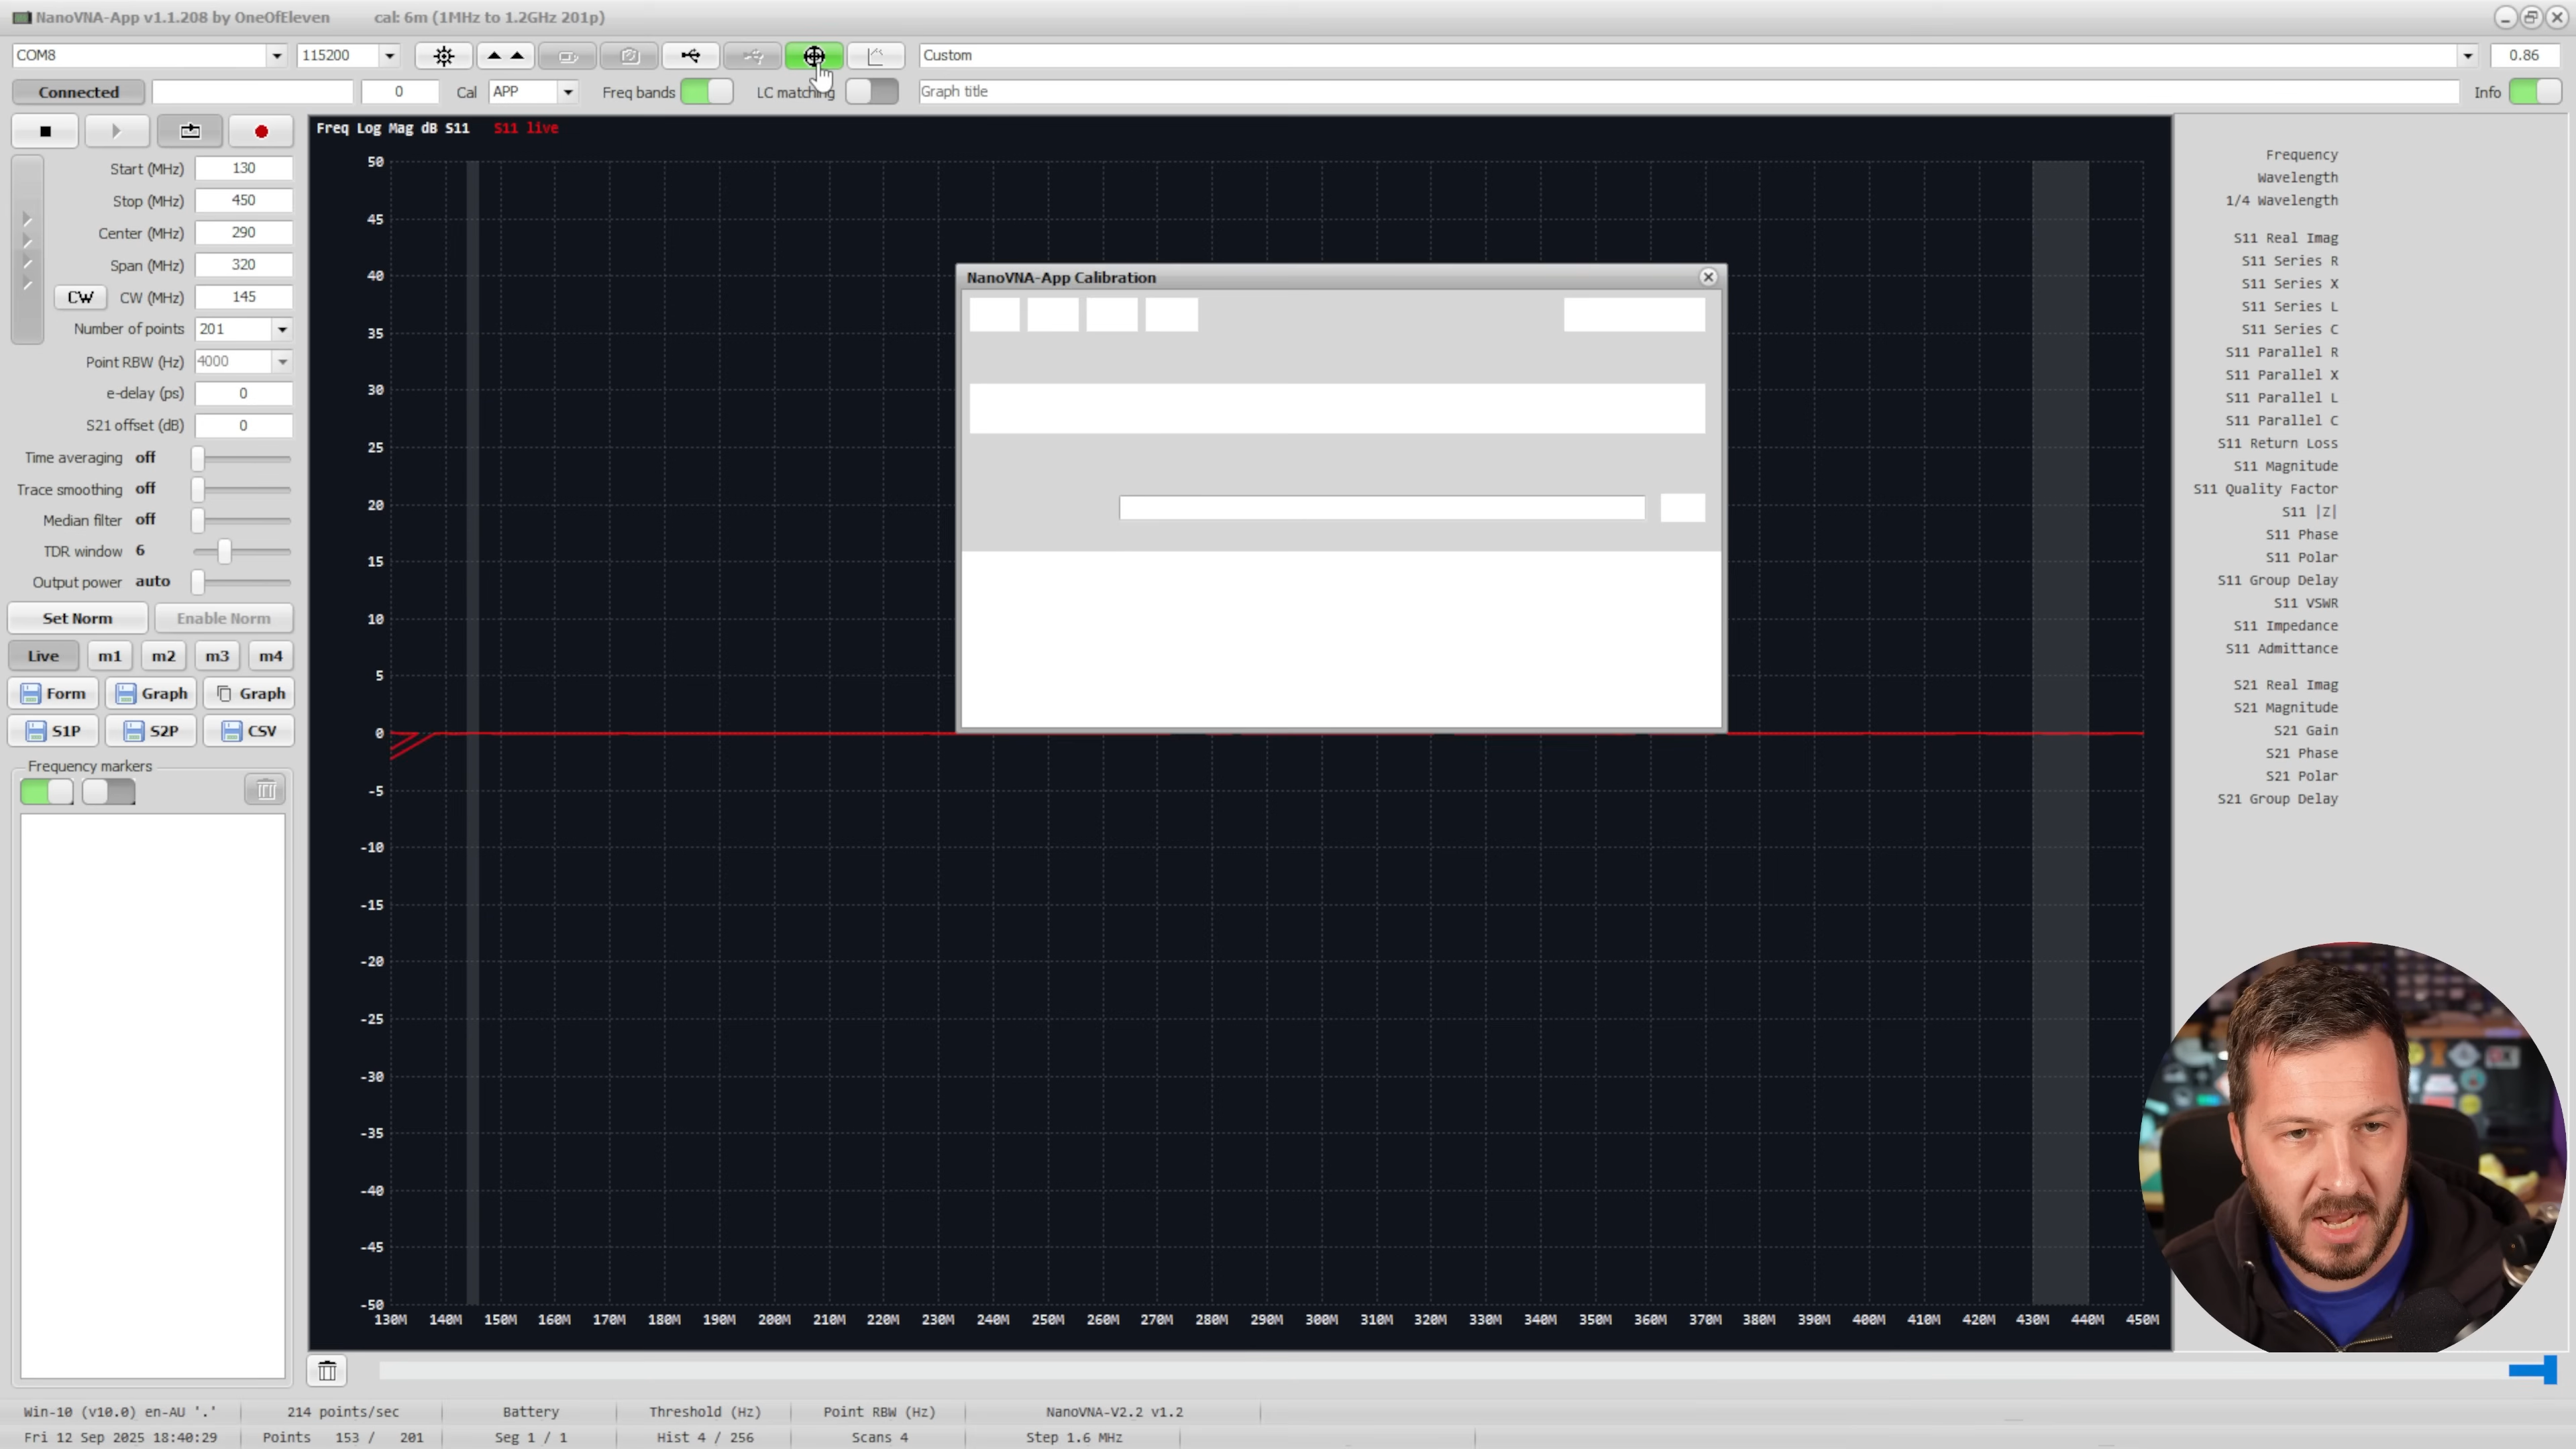 NanoVNA-App v1.1.208 by OneOfEleven cal: 6m (1MHz to 1.2GHz 201p)
COM8 115200 Custom 0.86
Connected 0 Cal APP Freq bands LC matching Graph title Info
Freq Log Mag dB S11 S11 live
Start (MHz) 130
Stop (MHz) 450
Center (MHz) 290
Span (MHz) 320
CW CW (MHz) 145
Number of points 201
Point RBW (Hz) 4000
e-delay (ps) 0
S21 offset (dB) 0
Time averaging off
Trace smoothing off
Median filter off
TDR window 6
Output power auto
Set Norm Enable Norm
Live m1 m2 m3 m4
Form Graph Graph
S1P S2P CSV
Frequency markers
50
45
40
35
30
25
20
15
10
5
0
-5
-10
-15
-20
-25
-30
-35
-40
-45
-50
130M 140M 150M 160M 170M 180M 190M 200M 210M 220M 230M 240M 250M 260M 270M 280M 290M 300M 310M 320M 330M 340M 350M 360M 370M 380M 390M 400M 410M 420M 430M 440M 450M
NanoVNA-App Calibration
Frequency
Wavelength
1/4 Wavelength
S11 Real Imag
S11 Series R
S11 Series X
S11 Series L
S11 Series C
S11 Parallel R
S11 Parallel X
S11 Parallel L
S11 Parallel C
S11 Return Loss
S11 Magnitude
S11 Quality Factor
S11 |Z|
S11 Phase
S11 Polar
S11 Group Delay
S11 VSWR
S11 Impedance
S11 Admittance
S21 Real Imag
S21 Magnitude
S21 Gain
S21 Phase
S21 Polar
S21 Group Delay
Win-10 (v10.0) en-AU '.' 214 points/sec Battery Threshold (Hz) Point RBW (Hz) NanoVNA-V2.2 v1.2
Fri 12 Sep 2025 18:40:29 Points 153 / 201 Seg 1 / 1 Hist 4 / 256 Scans 4 Step 1.6 MHz